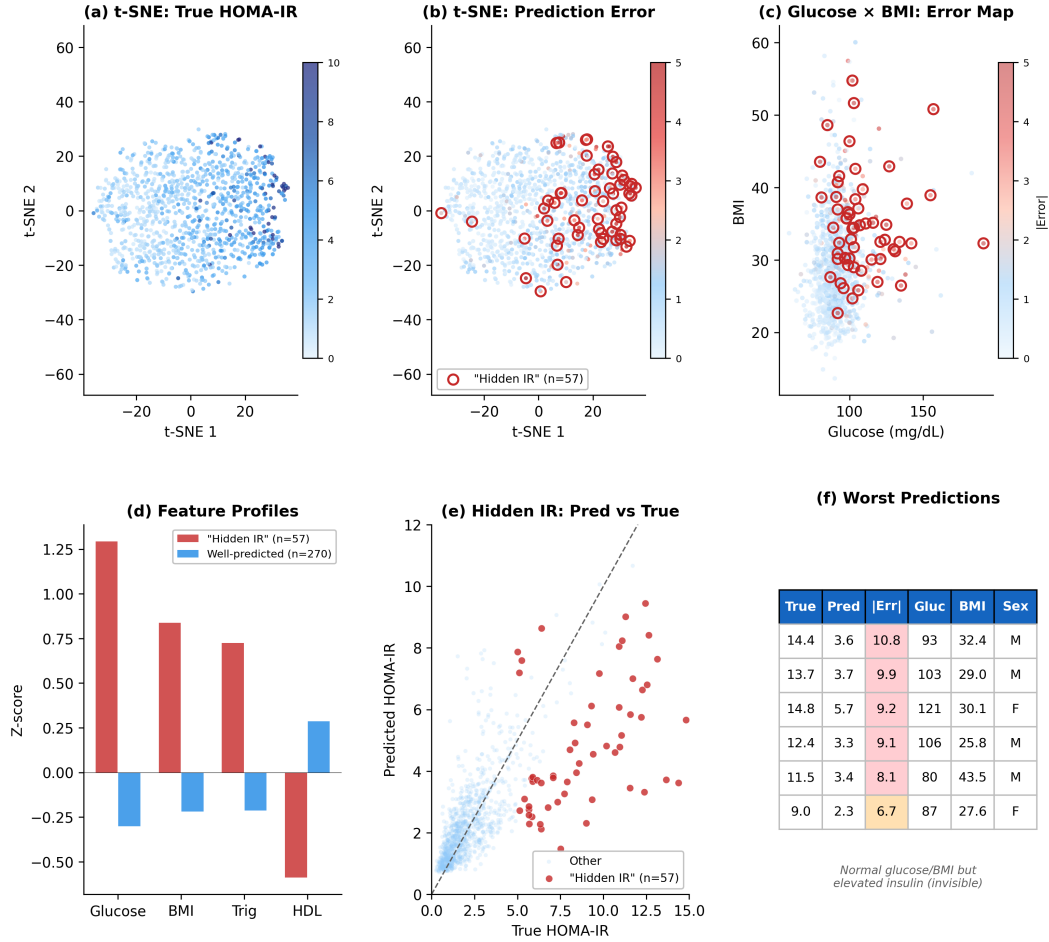 (a) t-SNE: True HOMA-IR
60
40
20
0
−20
−40
−60
t-SNE 2
−20
0
20
t-SNE 1
10
8
6
4
2
0
(b) t-SNE: Prediction Error
60
40
20
0
−20
−40
−60
t-SNE 2
"Hidden IR" (n=57)
−20
0
20
t-SNE 1
5
4
3
2
1
0
(c) Glucose × BMI: Error Map
60
50
40
30
20
BMI
100
150
Glucose (mg/dL)
5
4
3
2
1
0
|Error|
(d) Feature Profiles
"Hidden IR" (n=57)
Well-predicted (n=270)
1.25
1.00
0.75
0.50
0.25
0.00
−0.25
−0.50
Z-score
Glucose
BMI
Trig
HDL
(e) Hidden IR: Pred vs True
12
10
8
6
4
2
0
Predicted HOMA-IR
Other
"Hidden IR" (n=57)
0.0
2.5
5.0
7.5
10.0
12.5
15.0
True HOMA-IR
(f) Worst Predictions
True Pred |Err| Gluc BMI Sex
14.4 3.6 10.8 93 32.4 M
13.7 3.7 9.9 103 29.0 M
14.8 5.7 9.2 121 30.1 F
12.4 3.3 9.1 106 25.8 M
11.5 3.4 8.1 80 43.5 M
9.0 2.3 6.7 87 27.6 F
Normal glucose/BMI but
elevated insulin (invisible)